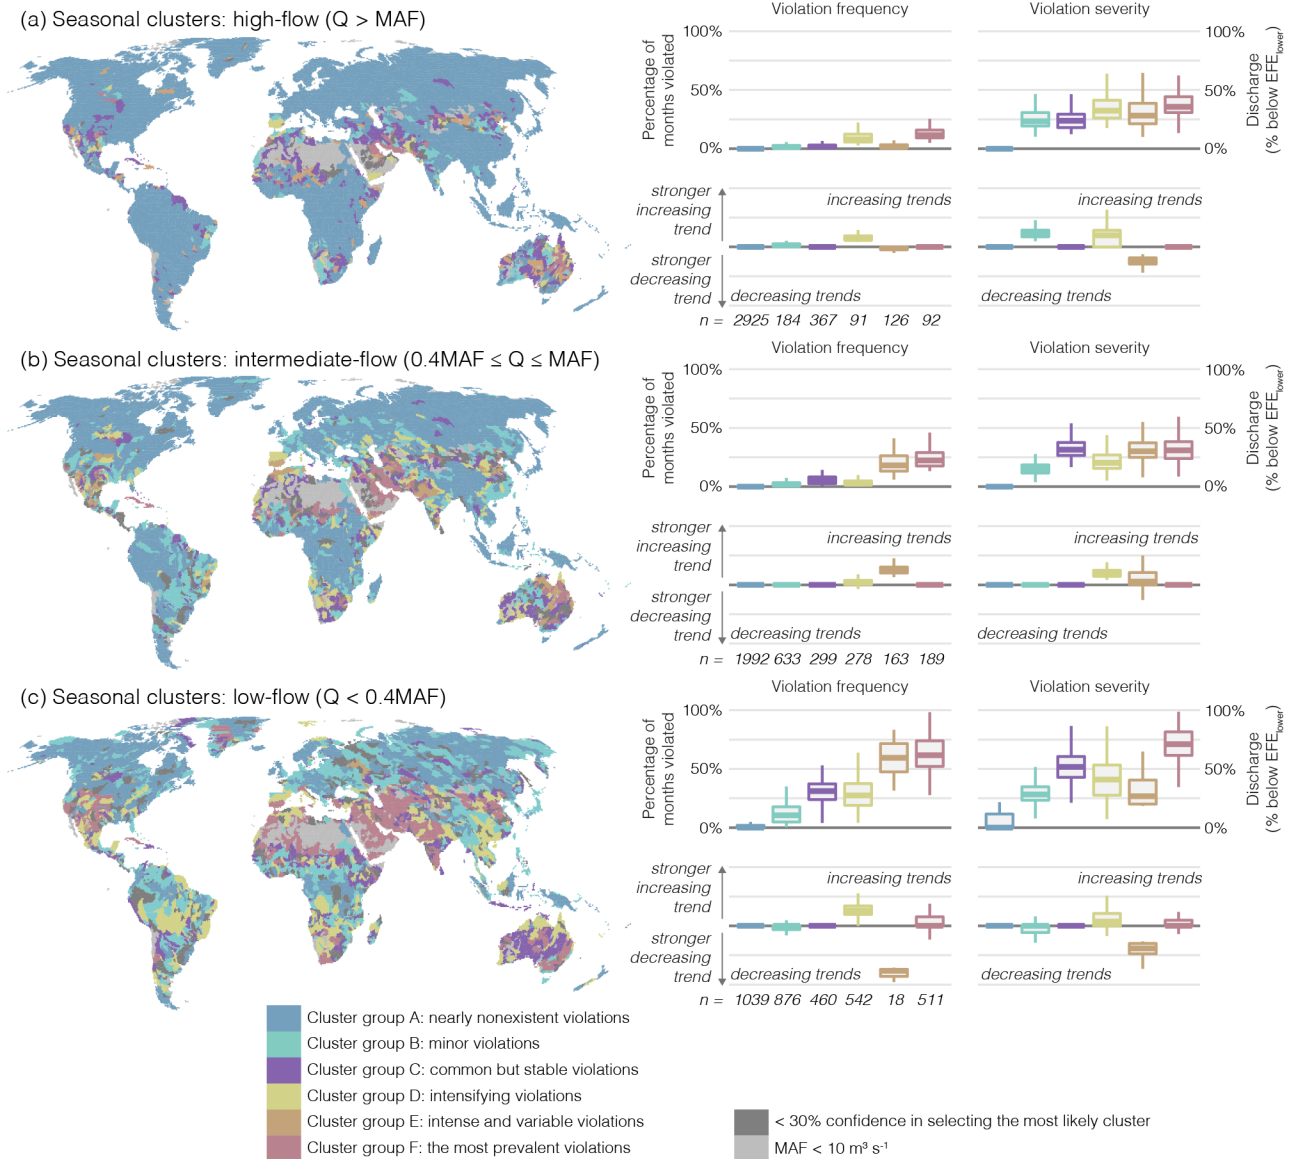 (a) Seasonal clusters: high-flow (Q > MAF)
Violation frequency
Violation severity
Percentage of
months violated
100%
50%
0%
100%
50%
0%
Discharge
(% below EFElower)
stronger
increasing
trend
stronger
decreasing
trend
increasing trends
decreasing trends
increasing trends
decreasing trends
n = 2925 184 367 91 126 92
(b) Seasonal clusters: intermediate-flow (0.4MAF ≤ Q ≤ MAF)
Violation frequency
Violation severity
Percentage of
months violated
100%
50%
0%
100%
50%
0%
Discharge
(% below EFElower)
stronger
increasing
trend
stronger
decreasing
trend
increasing trends
decreasing trends
increasing trends
decreasing trends
n = 1992 633 299 278 163 189
(c) Seasonal clusters: low-flow (Q < 0.4MAF)
Violation frequency
Violation severity
Percentage of
months violated
100%
50%
0%
100%
50%
0%
Discharge
(% below EFElower)
stronger
increasing
trend
stronger
decreasing
trend
increasing trends
decreasing trends
increasing trends
decreasing trends
n = 1039 876 460 542 18 511
Cluster group A: nearly nonexistent violations
Cluster group B: minor violations
Cluster group C: common but stable violations
Cluster group D: intensifying violations
Cluster group E: intense and variable violations
Cluster group F: the most prevalent violations
< 30% confidence in selecting the most likely cluster
MAF < 10 m³ s⁻¹